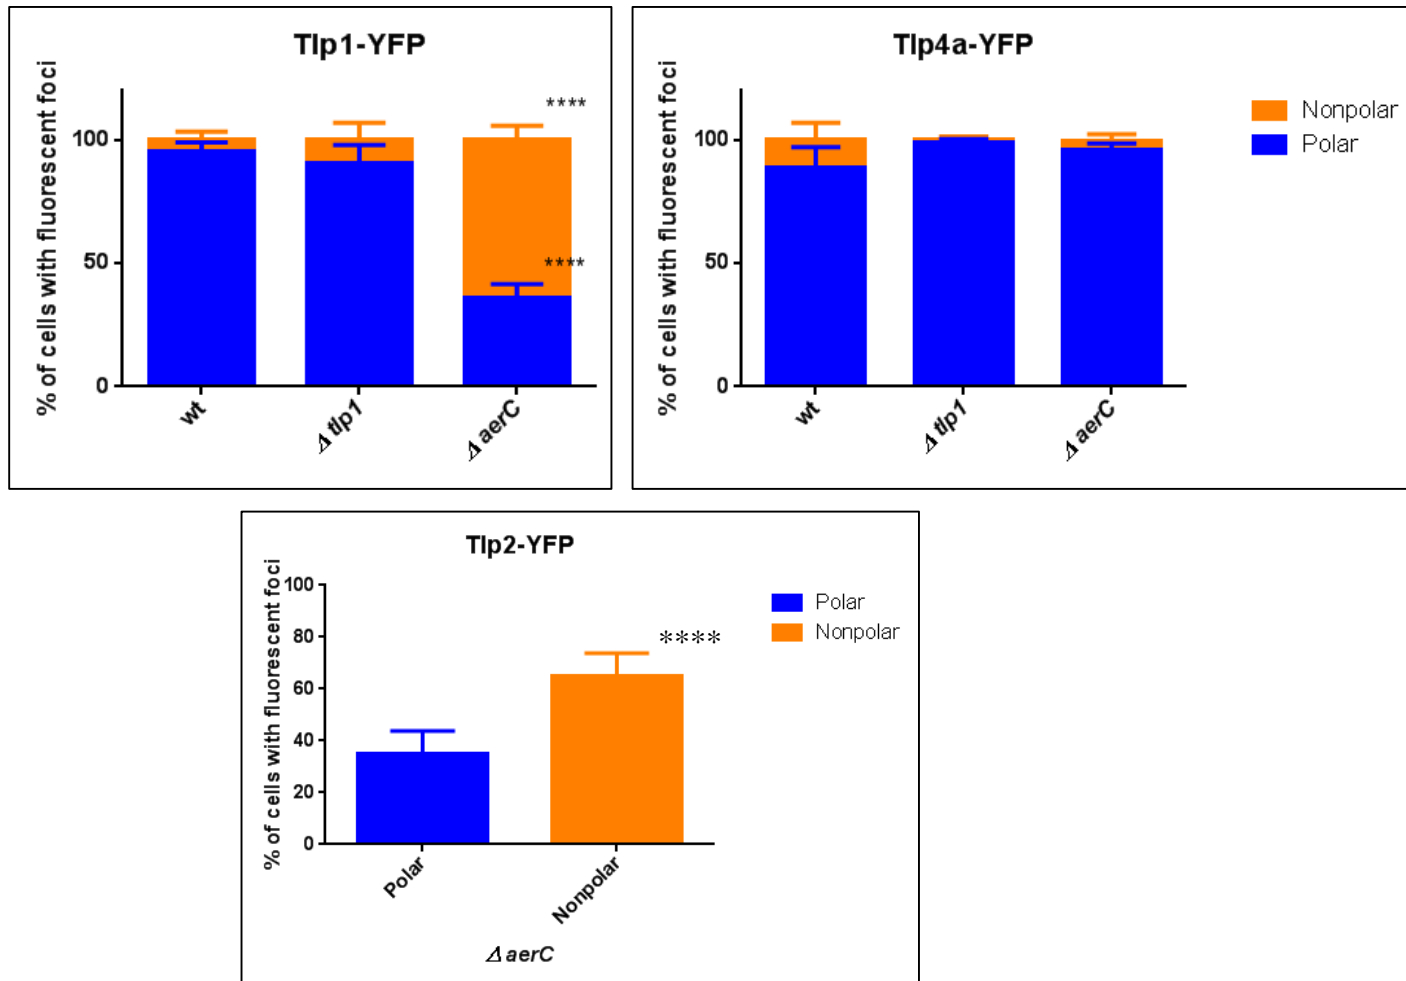 Tlp1-YFP
% of cells with fluorescent foci
100
50
0
****
****
wt
Δ tlp1
Δ aerC
Tlp4a-YFP
% of cells with fluorescent foci
100
50
0
wt
Δ tlp1
Δ aerC
Nonpolar
Polar
Tlp2-YFP
% of cells with fluorescent foci
100
80
60
40
20
0
****
Polar
Nonpolar
Δ aerC
Polar
Nonpolar